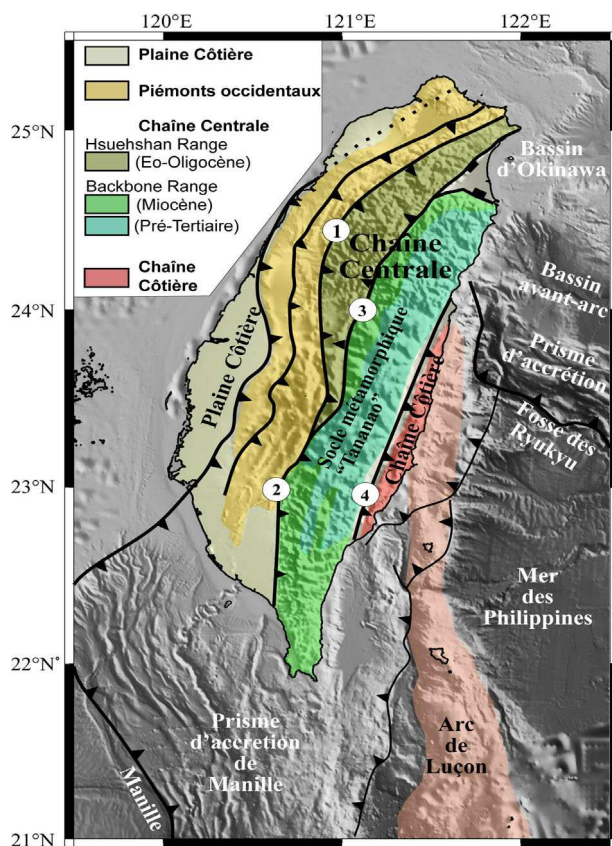 120°E
121°E
122°E
Plaine Côtière
Piémonts occidentaux
Chaîne Centrale
Hsuehshan Range
(Eo-Oligocène)
Backbone Range
(Miocène)
(Pré-Tertiaire)
Chaîne
Côtière
25°N
24°N
23°N
22°N
21°N
Bassin
d'Okinawa
1
Chaîne
Centrale
Bassin
avant-arc
3
Prisme
d'accrétion
Plaine Côtière
Socle métamorphique
"Tananao"
Chaîne Côtière
Fosse des
Ryukyu
2
4
Mer
des
Philippines
Prisme
d'accretion
de
Manille
Arc
de
Luçon
Manille